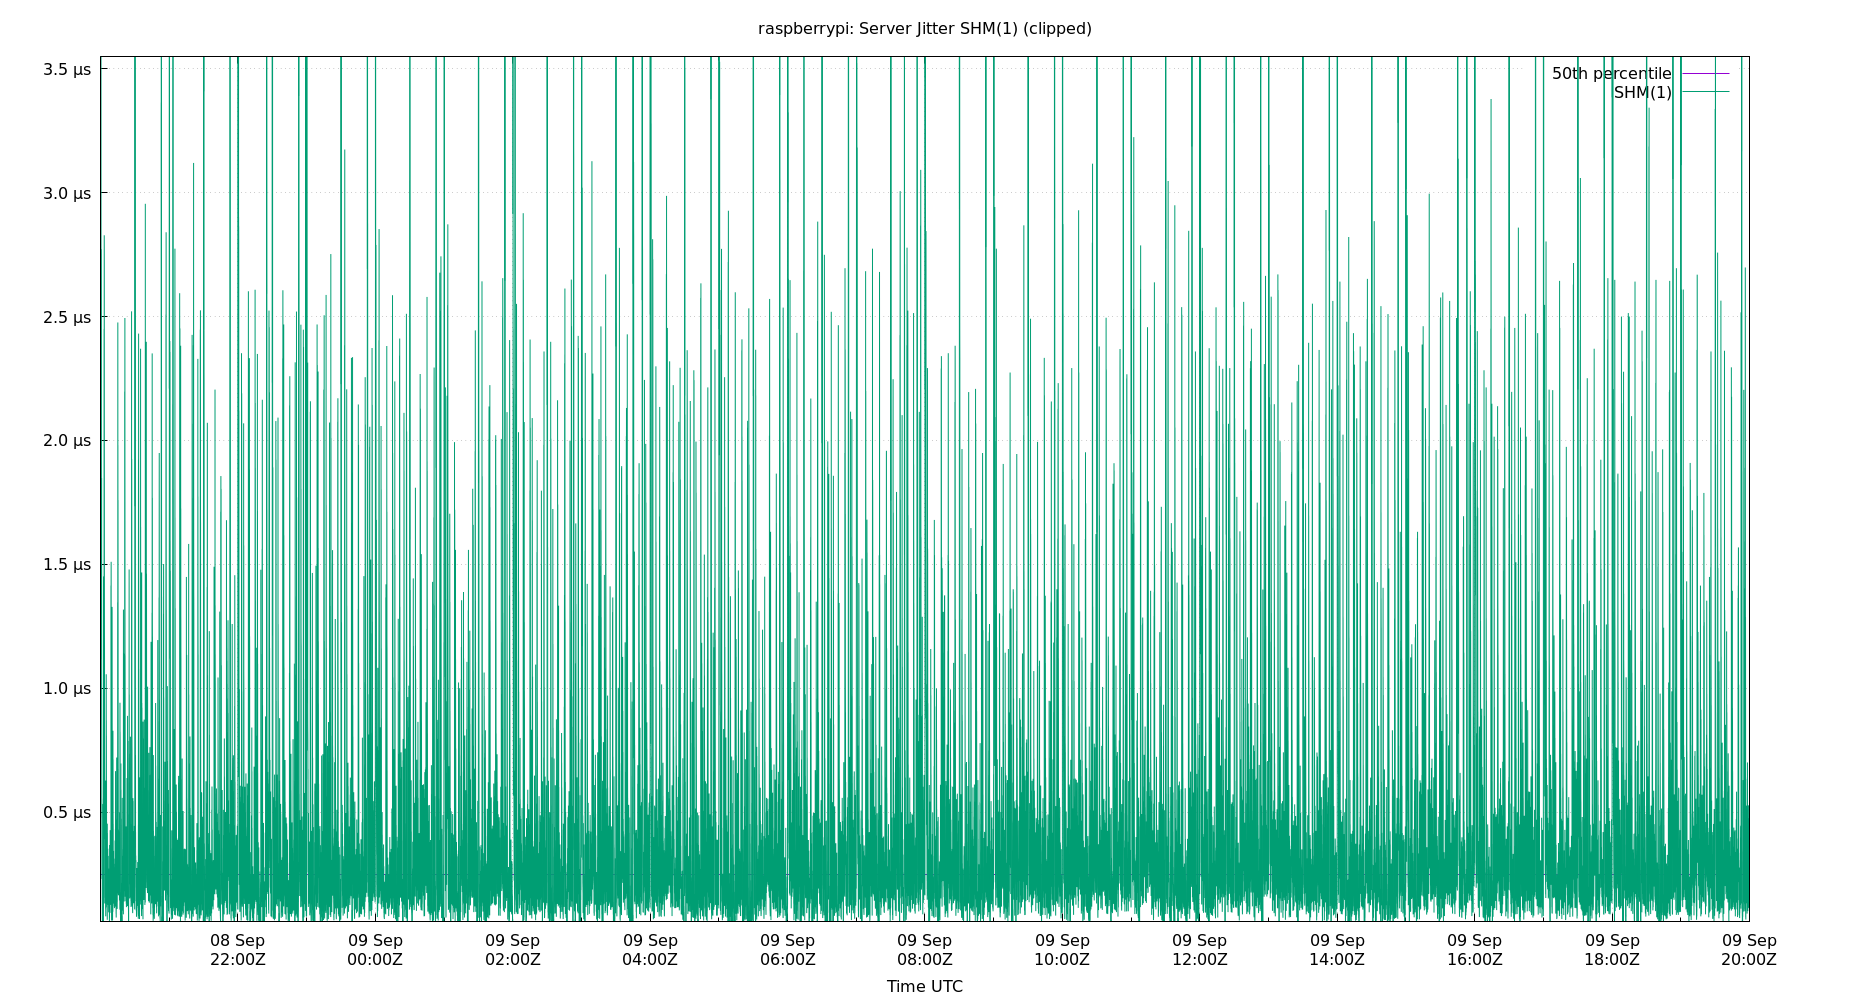 raspberrypi: Server Jitter SHM(1) (clipped)
3.5 µs
3.0 µs
2.5 µs
2.0 µs
1.5 µs
1.0 µs
0.5 µs
50th percentile
SHM(1)
08 Sep 09 Sep 09 Sep 09 Sep 09 Sep 09 Sep 09 Sep 09 Sep 09 Sep 09 Sep 09 Sep 09 Sep
22:00Z 00:00Z 02:00Z 04:00Z 06:00Z 08:00Z 10:00Z 12:00Z 14:00Z 16:00Z 18:00Z 20:00Z
Time UTC